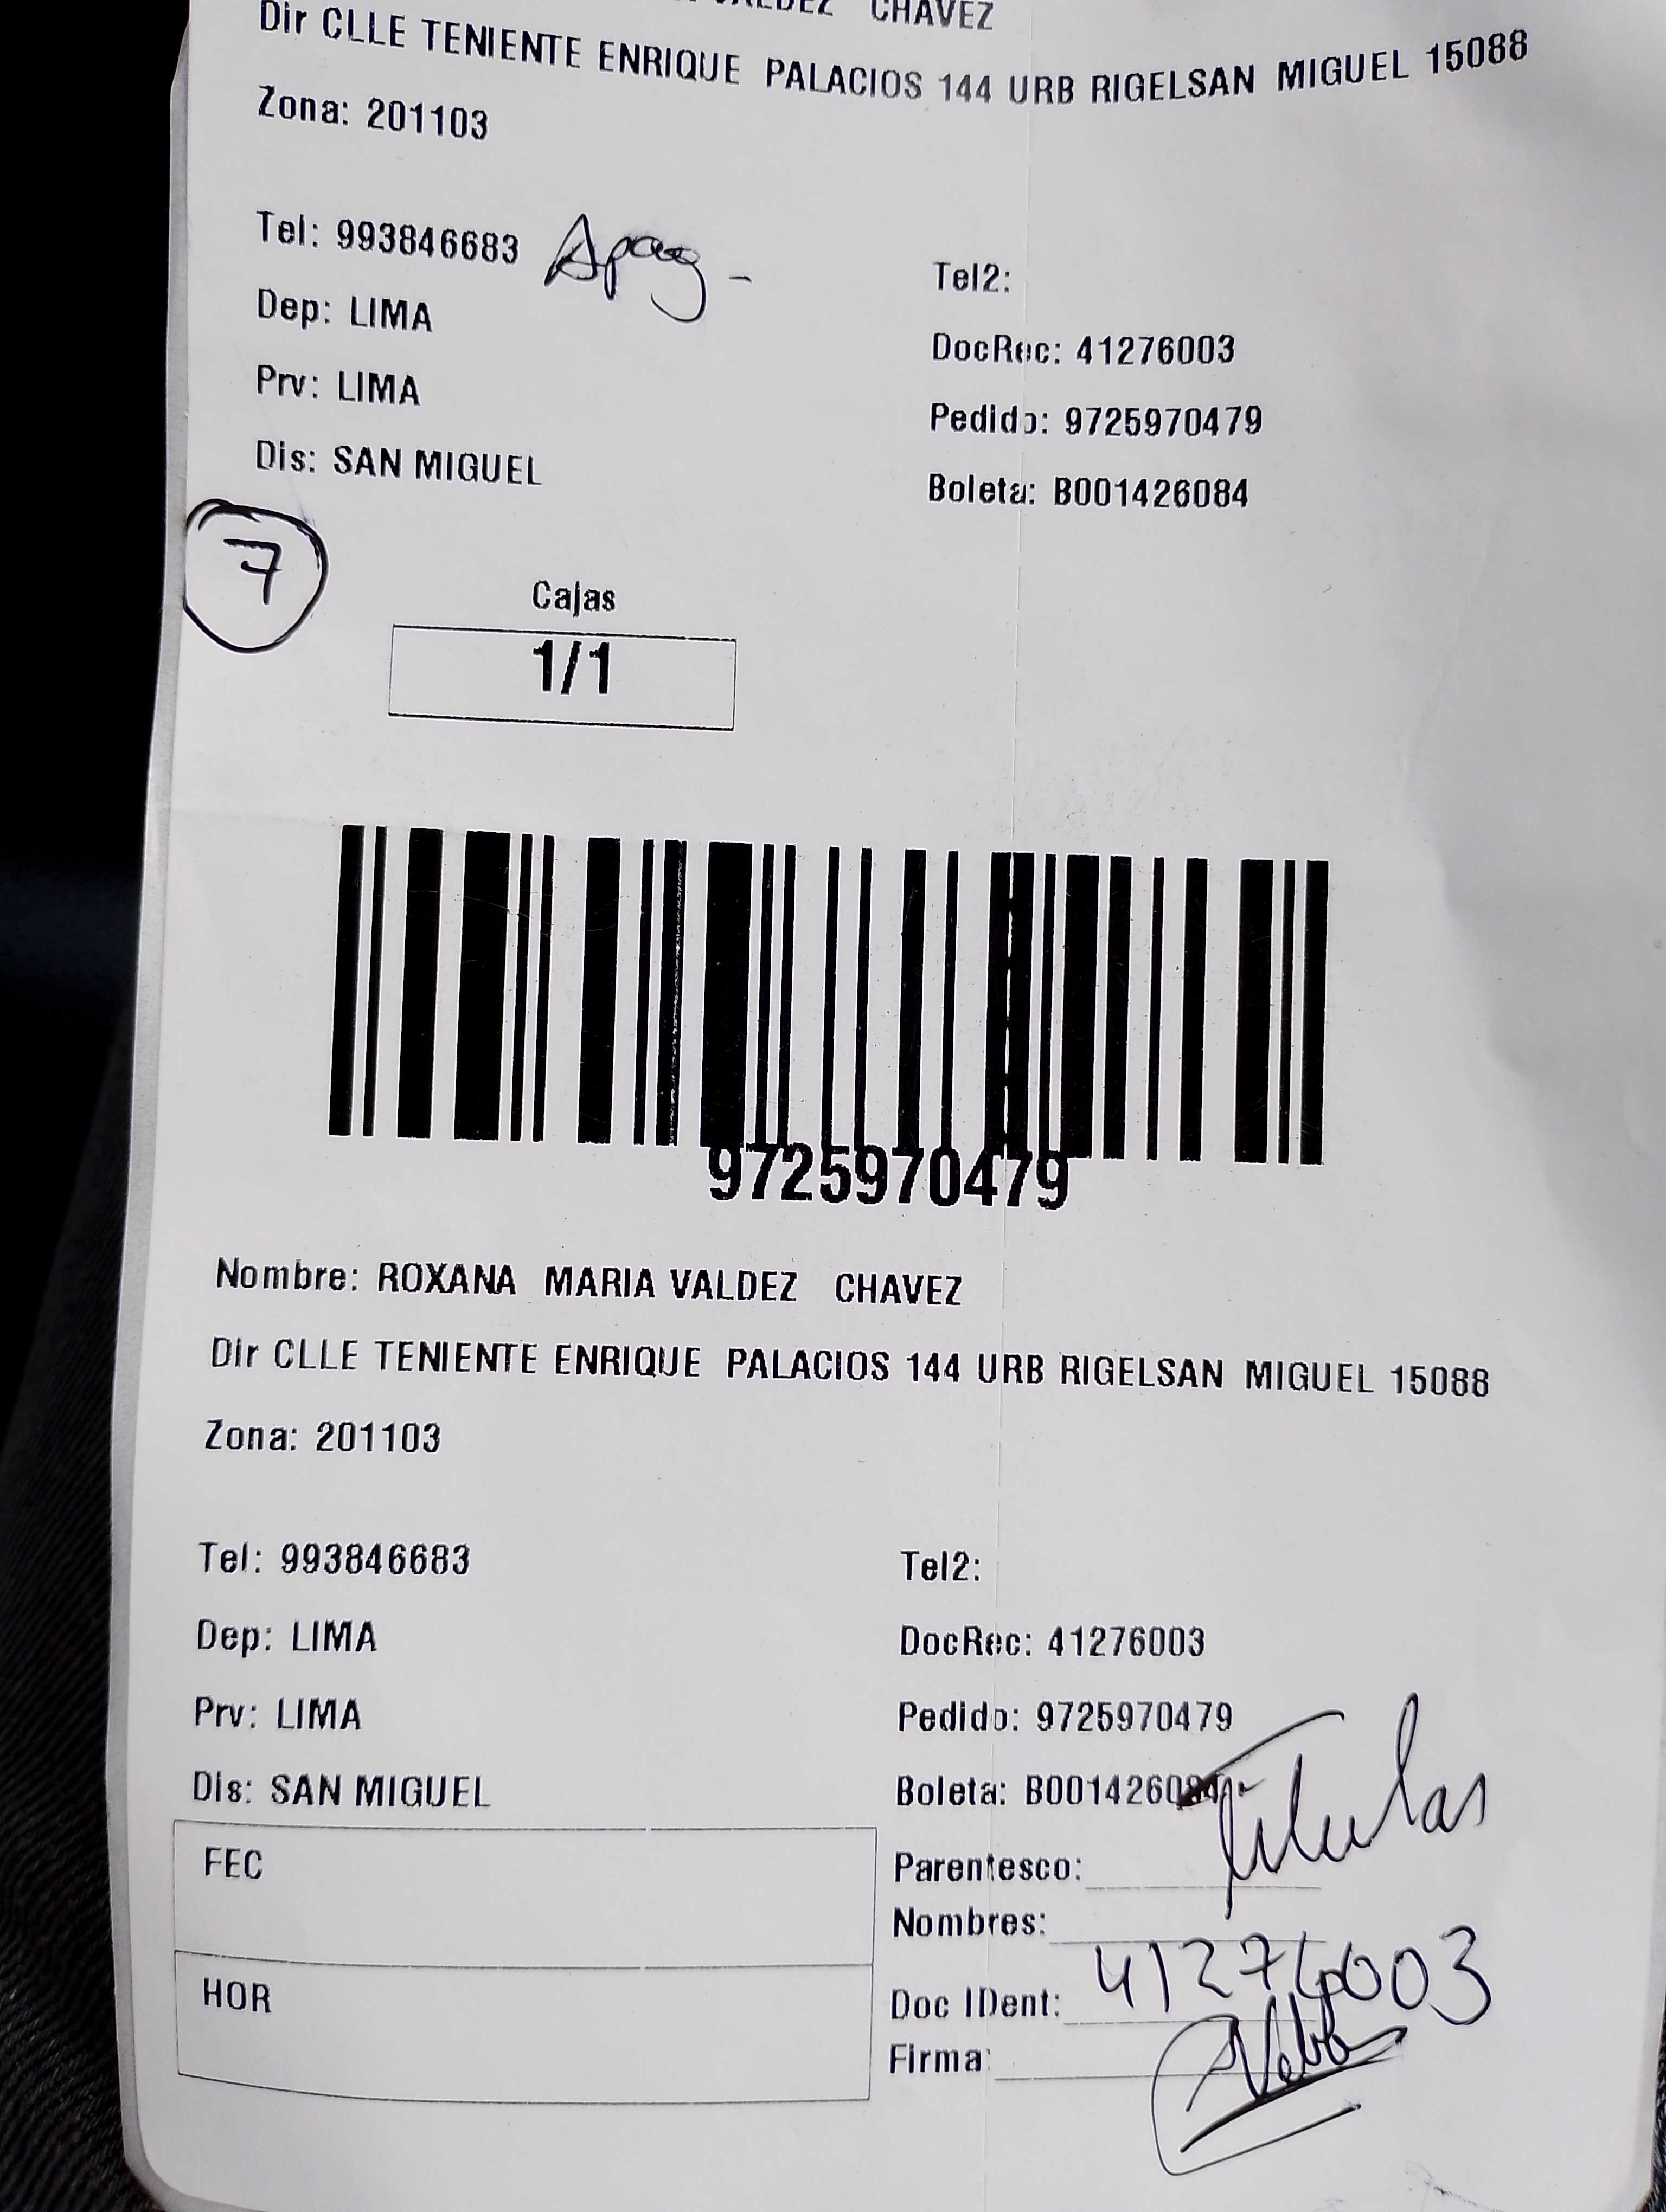 VALDEZ CHAVEZ
Dir CLLE TENIENTE ENRIQUE PALACIOS 144 URB RIGELSAN MIGUEL 15088
Zona: 201103
Tel: 993846683 Apag -
Tel2:
Dep: LIMA
DocRec: 41276003
Prv: LIMA
Pedido: 9725970479
Dis: SAN MIGUEL
Boleta: B001426084
7
Cajas
1/1
9725970479
Nombre: ROXANA MARIA VALDEZ CHAVEZ
Dir CLLE TENIENTE ENRIQUE PALACIOS 144 URB RIGELSAN MIGUEL 15088
Zona: 201103
Tel: 993846683
Tel2:
Dep: LIMA
DocRec: 41276003
Prv: LIMA
Pedido: 9725970479
Dis: SAN MIGUEL
Boleta: B001426084
FEC
Parentesco: Titular
Nombres:
HOR
Doc IDent: 41276003
Firma: